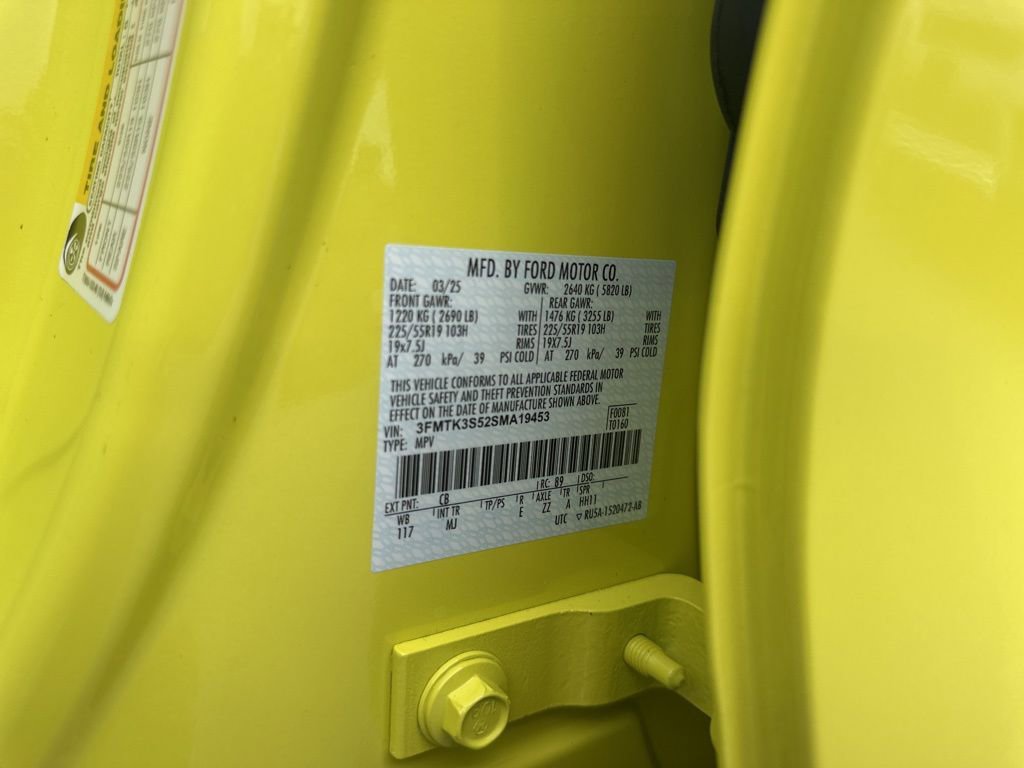 TIRE AND LOADING
MFD. BY FORD MOTOR CO.
DATE: 03/25 GVWR: 2640 KG ( 5820 LB)
FRONT GAWR: REAR GAWR:
1220 KG ( 2690 LB) WITH 1476 KG ( 3255 LB) WITH
225/55R19 103H TIRES 225/55R19 103H TIRES
19x7.5J RIMS 19x7.5J RIMS
AT 270 kPa/ 39 PSI COLD AT 270 kPa/ 39 PSI COLD
THIS VEHICLE CONFORMS TO ALL APPLICABLE FEDERAL MOTOR
VEHICLE SAFETY AND THEFT PREVENTION STANDARDS IN
EFFECT ON THE DATE OF MANUFACTURE SHOWN ABOVE.
VIN: 3FMTK3S52SMA19453 F0081
TYPE: MPV T0160
EXT PNT: CB RC: 89 DSO:
WB INT TR TP/PS R AXLE TR SPR
117 MJ E ZZ A HH11
UTC ▽ RU5A-1520472-AB